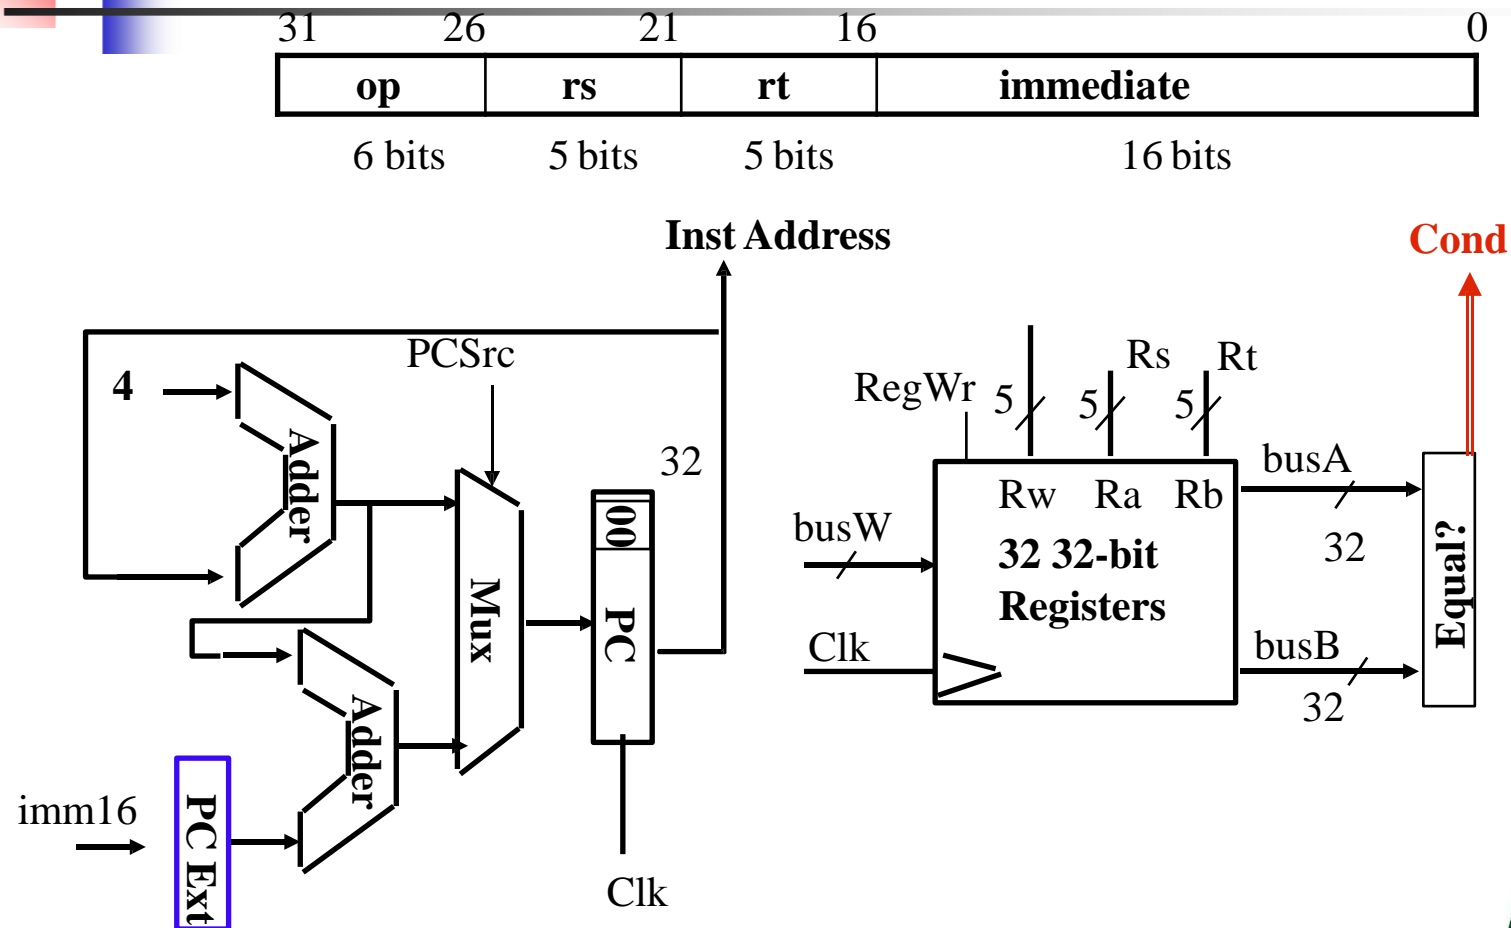 31 26 21 16 0
op rs rt immediate
6 bits 5 bits 5 bits 16 bits
Inst Address
Cond
PCSrc
4
Adder
32
00
PC
Mux
Adder
imm16
PC Ext
Clk
Rs Rt
RegWr 5 5 5
busA
Rw Ra Rb
busW
32 32-bit
Registers
32
Equal?
Clk
busB
32